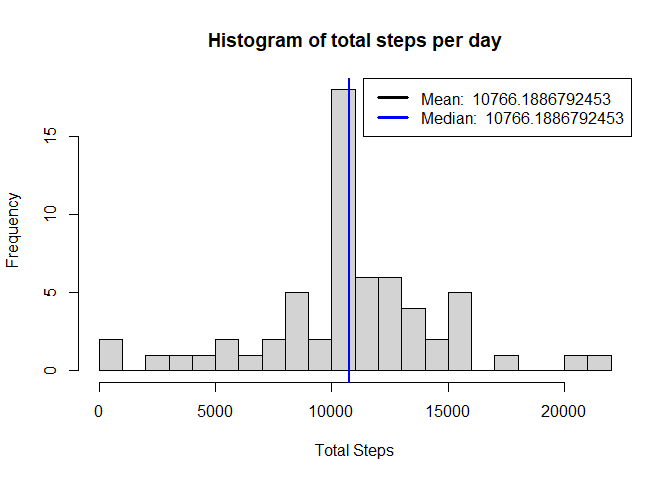 Histogram of total steps per day
Mean:  10766.1886792453
Median:  10766.1886792453
15
10
5
0
Frequency
0 5000 10000 15000 20000
Total Steps